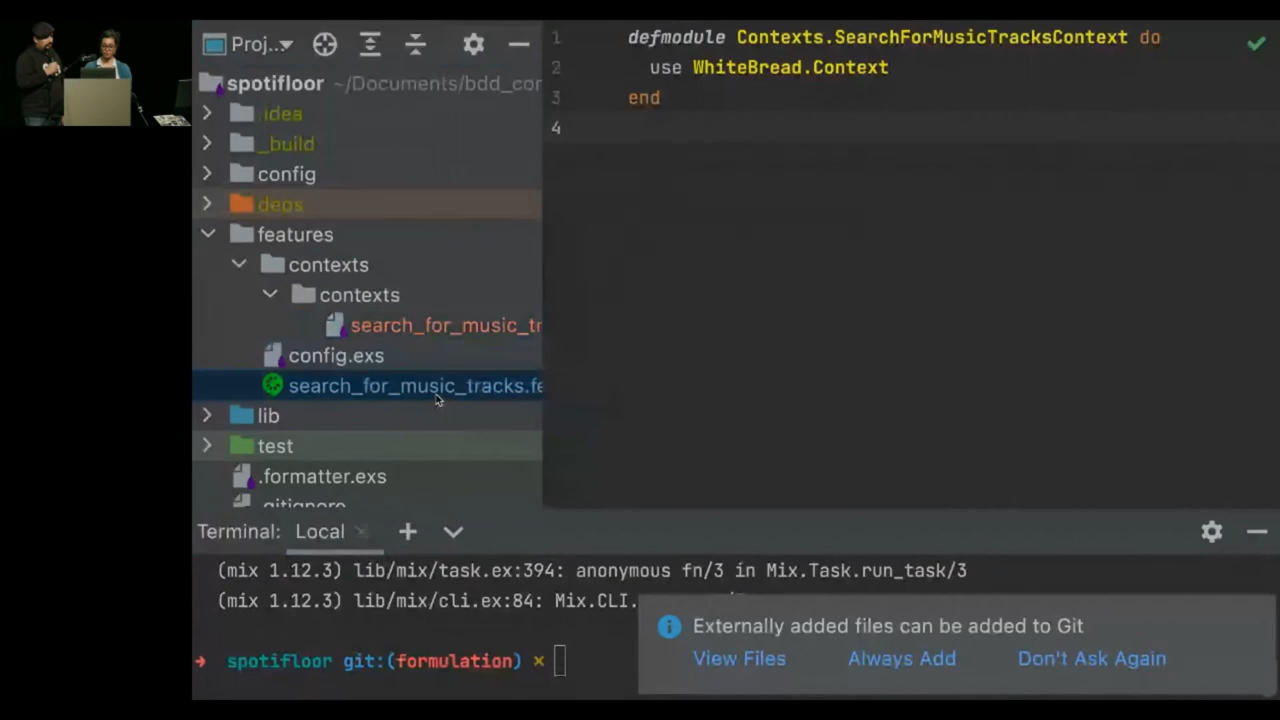 Proj...
spotifloor ~/Documents/bdd_con
.idea
_build
config
deps
features
contexts
contexts
search_for_music_tr
config.exs
search_for_music_tracks.fe
lib
test
.formatter.exs
.gitignore
1 defmodule Contexts.SearchForMusicTracksContext do
2 use WhiteBread.Context
3 end
4
Terminal: Local
(mix 1.12.3) lib/mix/task.ex:394: anonymous fn/3 in Mix.Task.run_task/3
(mix 1.12.3) lib/mix/cli.ex:84: Mix.CLI.
→ spotifloor git:(formulation) ×
Externally added files can be added to Git
View Files Always Add Don't Ask Again